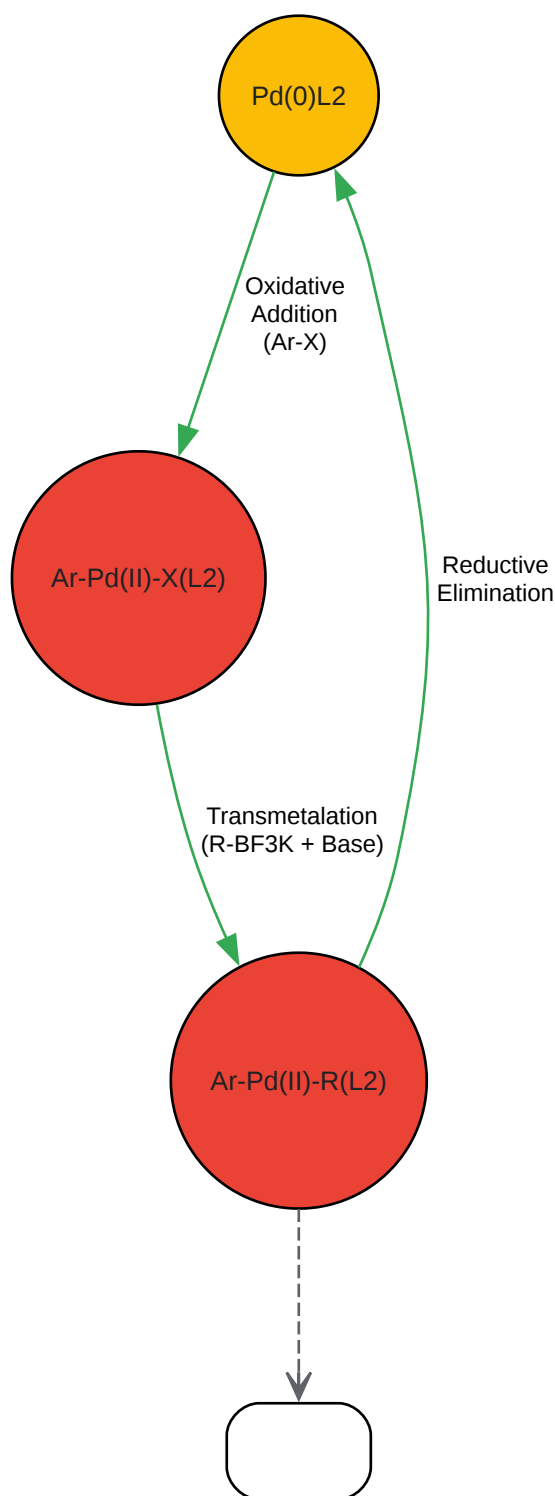 Pd(0)L2
Oxidative
Addition
(Ar-X)
Ar-Pd(II)-X(L2)
Reductive
Elimination
Transmetalation
(R-BF3K + Base)
Ar-Pd(II)-R(L2)